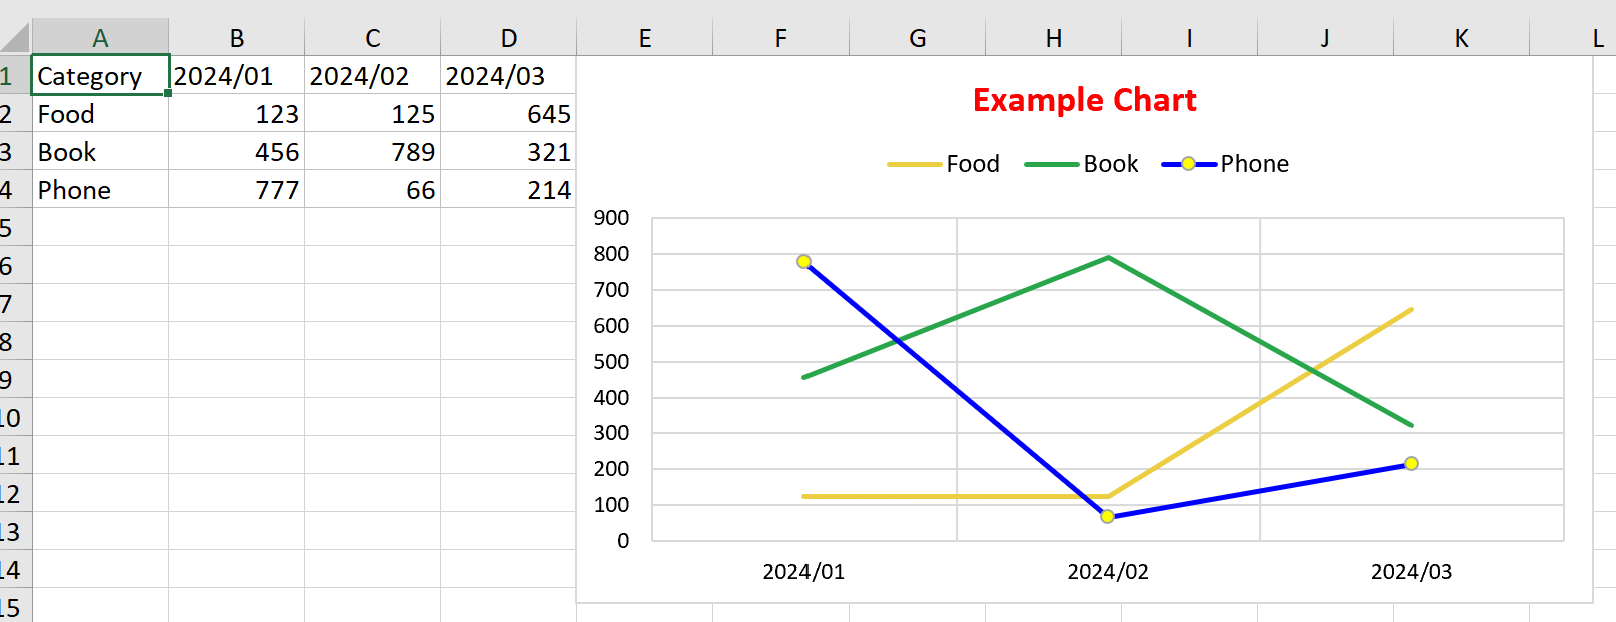 A B C D E F G H I J K L
1 Category 2024/01 2024/02 2024/03
2 Food 123 125 645
3 Book 456 789 321
4 Phone 777 66 214
5
6
7
8
9
10
11
12
13
14
15
Example Chart
Food Book Phone
900
800
700
600
500
400
300
200
100
0
2024/01 2024/02 2024/03